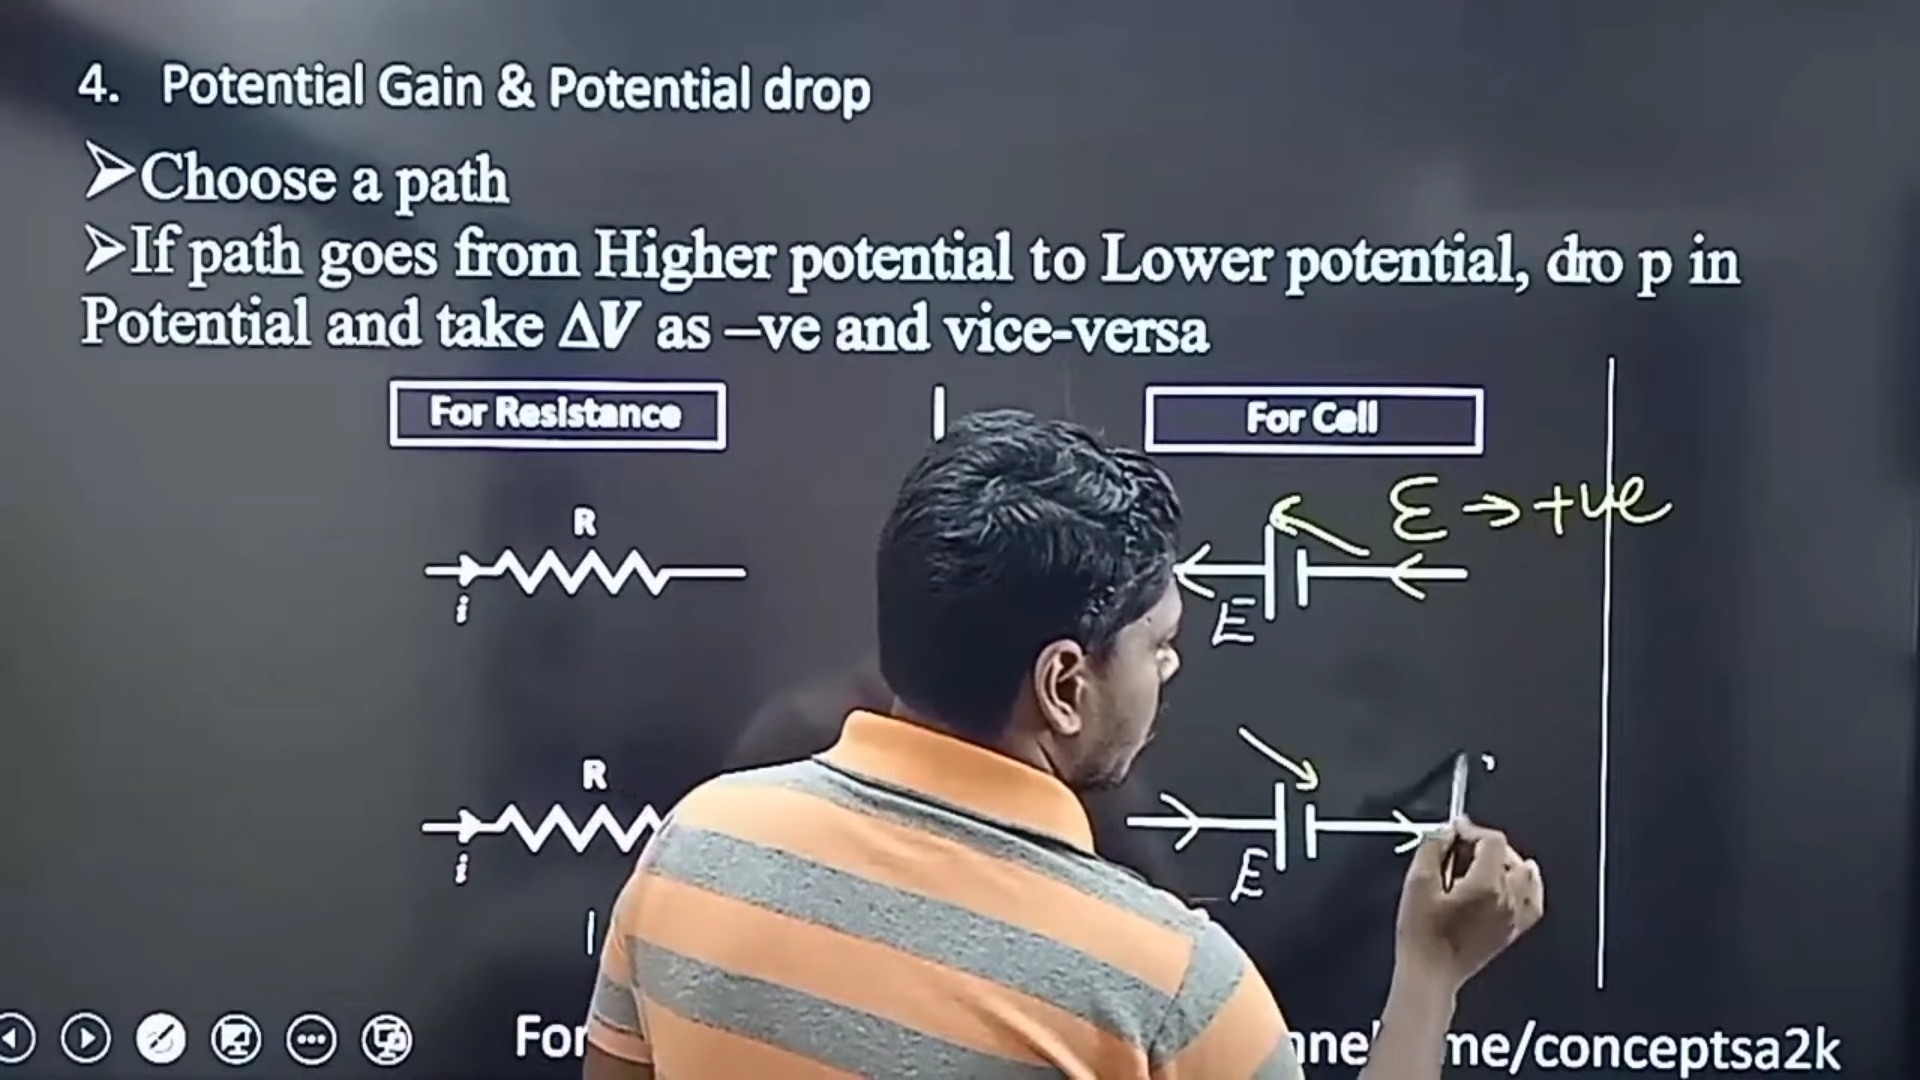 4. Potential Gain & Potential drop
➢Choose a path
➢If path goes from Higher potential to Lower potential, dro p in
Potential and take ΔV as –ve and vice-versa
For Resistance
For Cell
R
i
ℰ → +ve
E
R
i
E
For
me/conceptsa2k